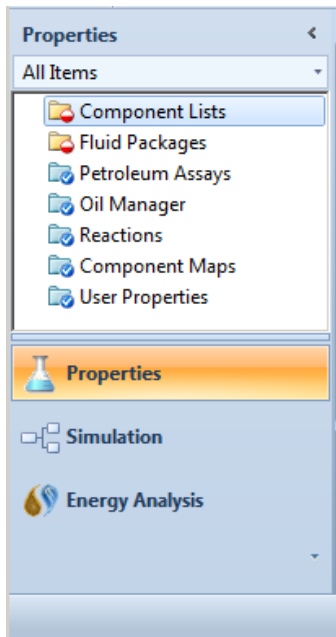 Properties
All Items
Component Lists
Fluid Packages
Petroleum Assays
Oil Manager
Reactions
Component Maps
User Properties
Properties
Simulation
Energy Analysis